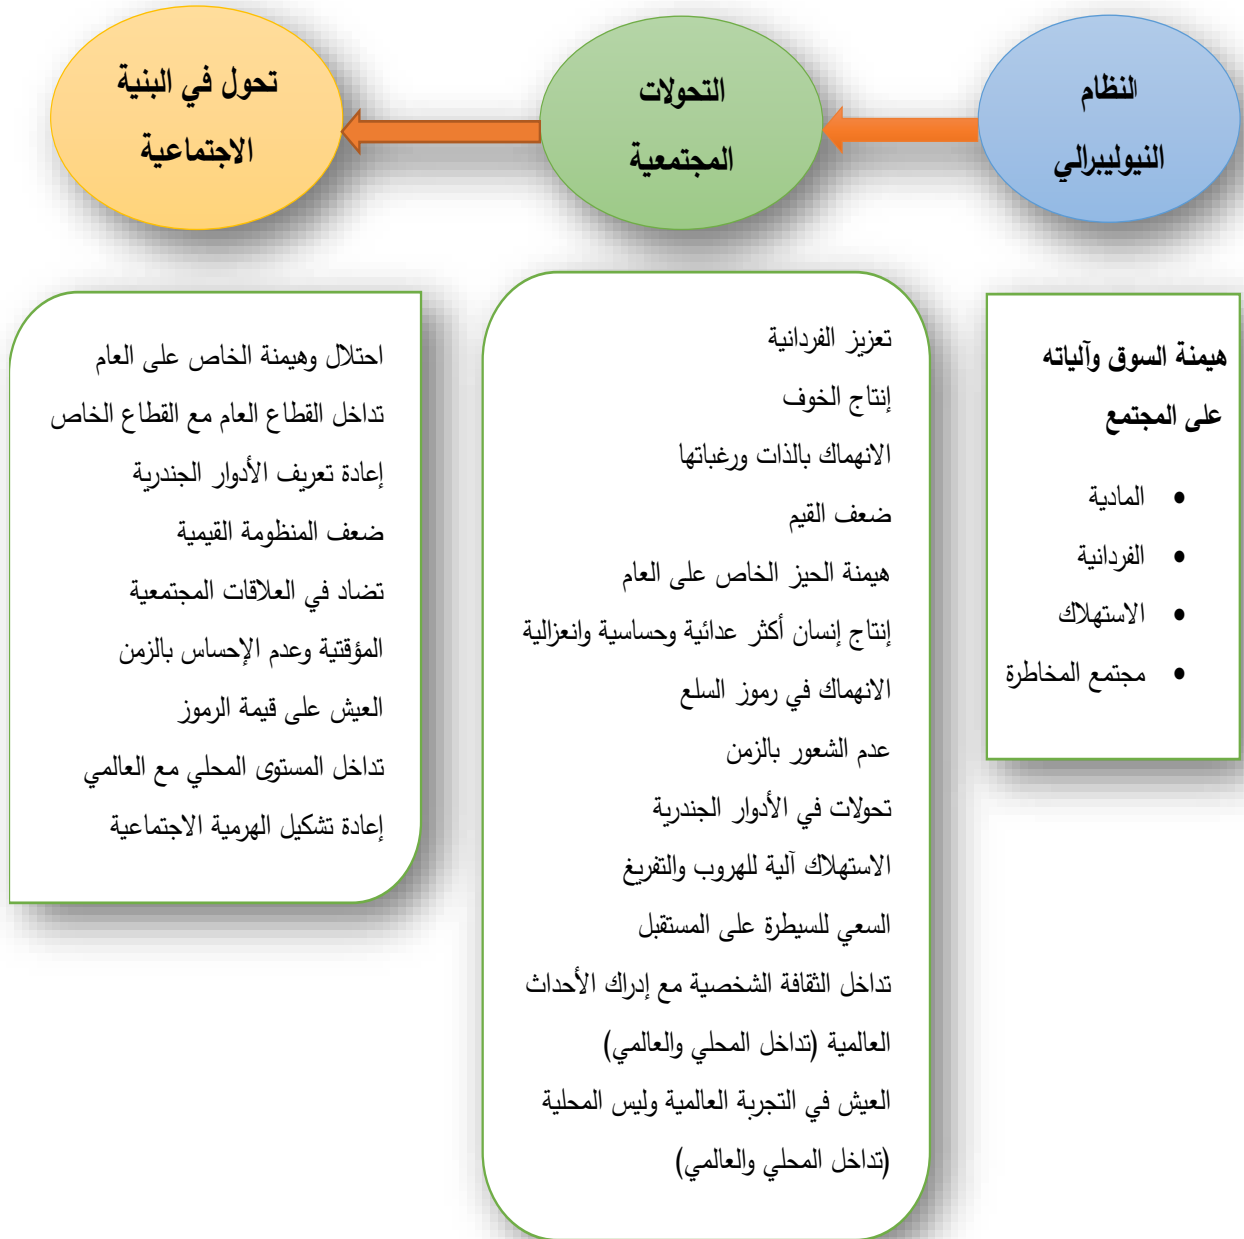 النظام
النيوليبرالي
التحولات
المجتمعية
تحول في البنية
الاجتماعية
هيمنة السوق وآلياته
على المجتمع
• المادية
• الفردانية
• الاستهلاك
• مجتمع المخاطرة
تعزيز الفردانية
إنتاج الخوف
الانهماك بالذات ورغباتها
ضعف القيم
هيمنة الحيز الخاص على العام
إنتاج إنسان أكثر عدائية وحساسية وانعزالية
الانهماك في رموز السلع
عدم الشعور بالزمن
تحولات في الأدوار الجندرية
الاستهلاك آلية للهروب والتفريغ
السعي للسيطرة على المستقبل
تداخل الثقافة الشخصية مع إدراك الأحداث
العالمية (تداخل المحلي والعالمي)
العيش في التجربة العالمية وليس المحلية
(تداخل المحلي والعالمي)
احتلال وهيمنة الخاص على العام
تداخل القطاع العام مع القطاع الخاص
إعادة تعريف الأدوار الجندرية
ضعف المنظومة القيمية
تضاد في العلاقات المجتمعية
المؤقتية وعدم الإحساس بالزمن
العيش على قيمة الرموز
تداخل المستوى المحلي مع العالمي
إعادة تشكيل الهرمية الاجتماعية